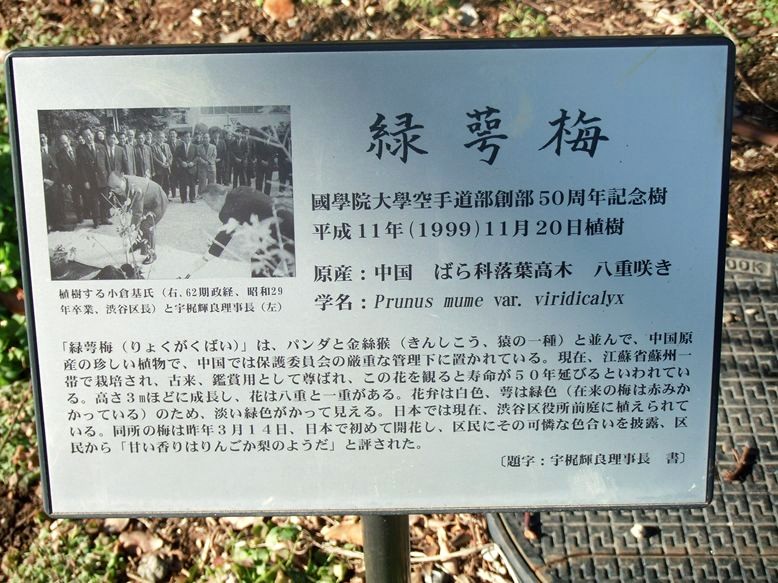 緑萼梅
國學院大學空手道部創部50周年記念樹
平成11年(1999)11月20日植樹
原産：中国　ばら科落葉高木　八重咲き
学名：Prunus mume var. viridicalyx
植樹する小倉基氏（右、62期政経、昭和29
年卒業、渋谷区長）と宇梶輝良理事長（左）
「緑萼梅（りょくがくばい）」は、パンダと金絲猴（きんしこう、猿の一種）と並んで、中国原
産の珍しい植物で、中国では保護委員会の厳重な管理下に置かれている。現在、江蘇省蘇州一
帯で栽培され、古来、鑑賞用として尊ばれ、この花を観ると寿命が５０年延びるといわれてい
る。高さ３mほどに成長し、花は八重と一重がある。花弁は白色、萼は緑色（在来の梅は赤みか
かっている）のため、淡い緑色がかって見える。日本では現在、渋谷区役所前庭に植えられて
いる。同所の梅は昨年３月１４日、日本で初めて開花し、区民にその可憐な色合いを披露、区
民から「甘い香りはりんごか梨のようだ」と評された。
〔題字：宇梶輝良理事長　書〕